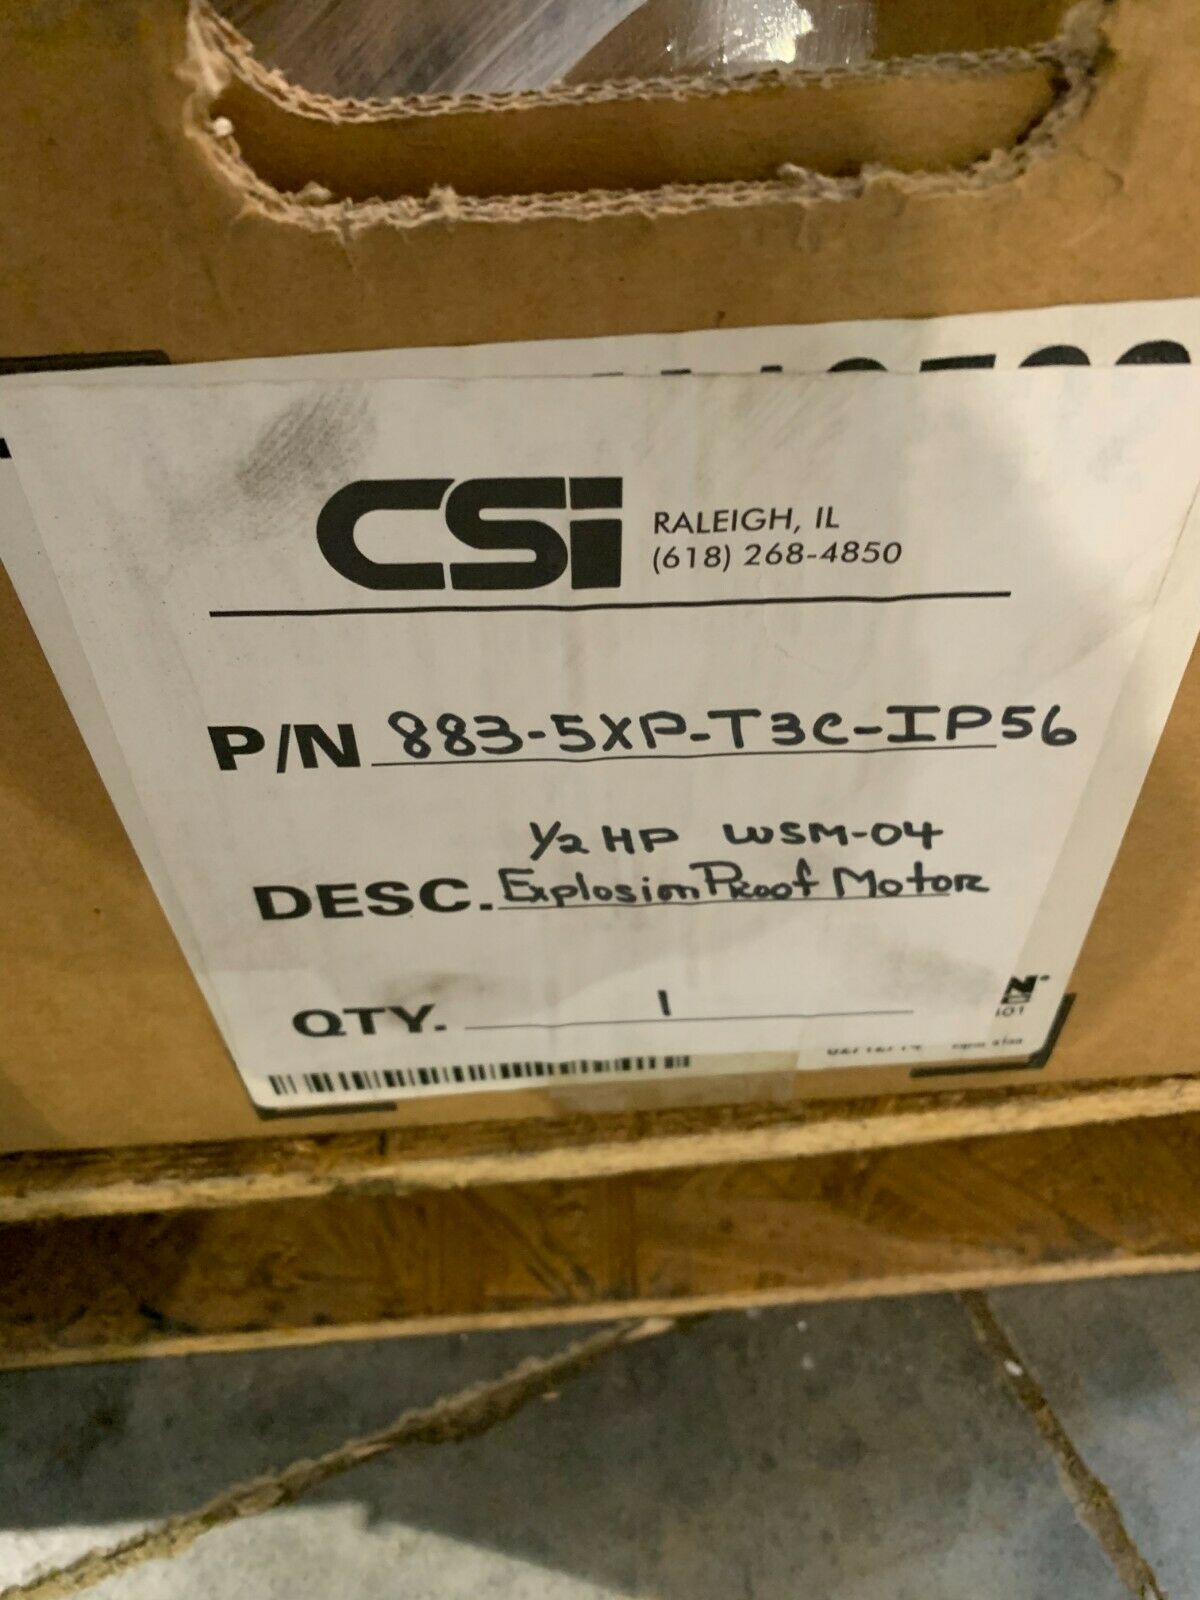 CSi
RALEIGH, IL
(618) 268-4850
P/N 883-5XP-T3C-IP56
1/2 HP WSM-04
DESC. Explosion Proof Motor
QTY. 1